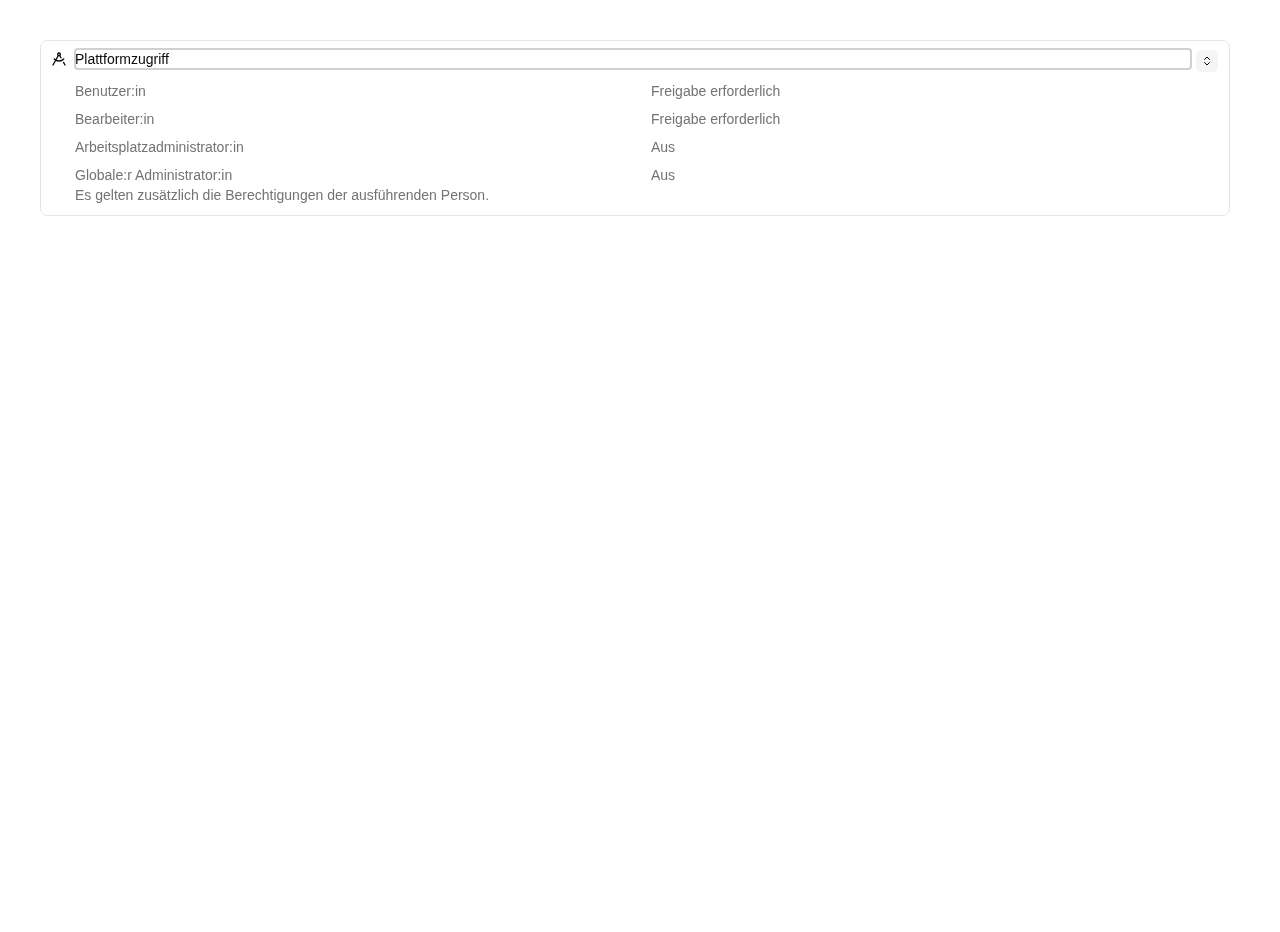 Plattformzugriff
Benutzer:in Freigabe erforderlich
Bearbeiter:in Freigabe erforderlich
Arbeitsplatzadministrator:in Aus
Globale:r Administrator:in Aus
Es gelten zusätzlich die Berechtigungen der ausführenden Person.